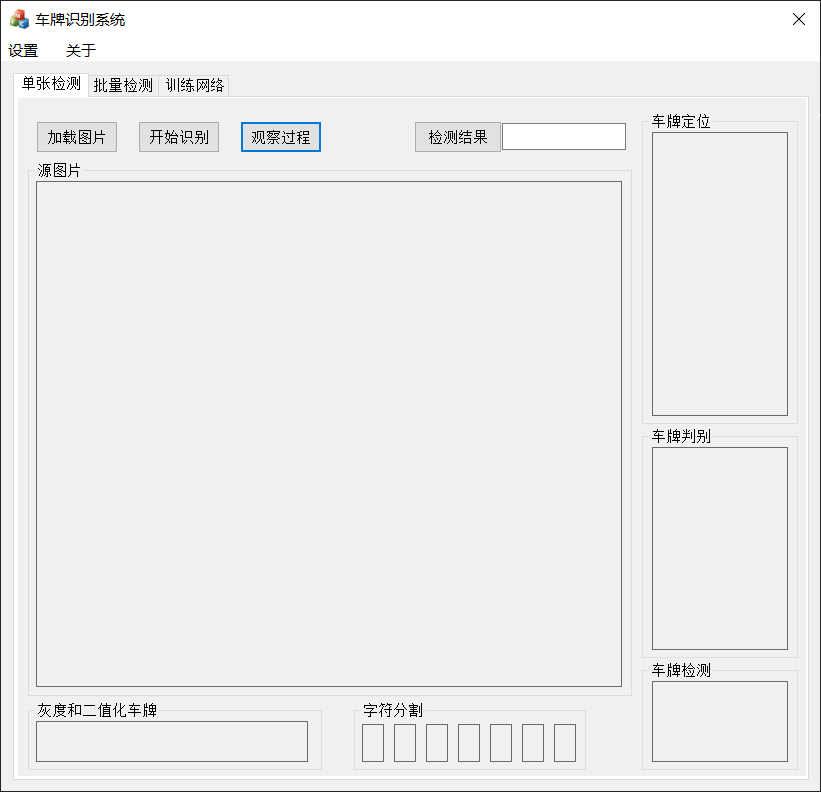 车牌识别系统
设置 关于
单张检测 批量检测 训练网络
加载图片 开始识别 观察过程 检测结果
车牌定位
源图片
车牌判别
车牌检测
灰度和二值化车牌 字符分割